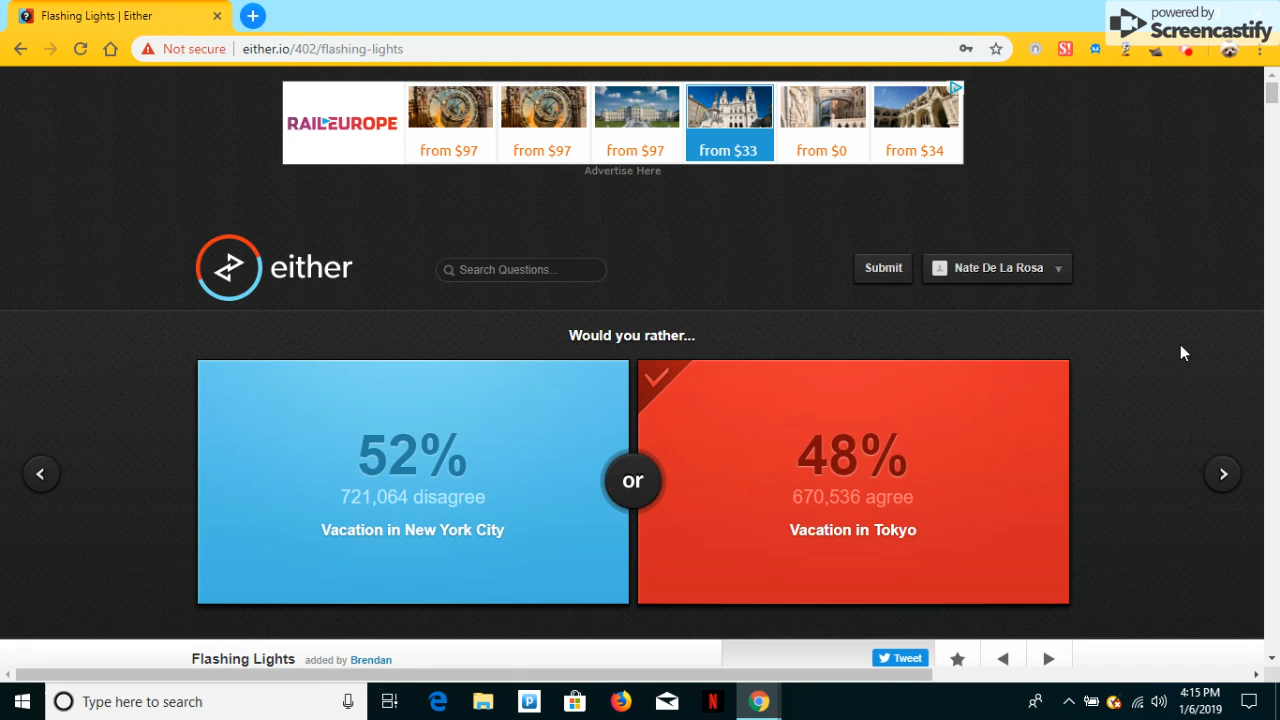 Flashing Lights | Either
powered by
Screencastify
Not secure
either.io/402/flashing-lights
RAILEUROPE
from $97
from $97
from $97
from $33
from $0
from $34
Advertise Here
either
Search Questions...
Submit
Nate De La Rosa
Would you rather...
52%
721,064 disagree
Vacation in New York City
or
48%
670,536 agree
Vacation in Tokyo
Flashing Lights added by Brendan
Tweet
Type here to search
4:15 PM
1/6/2019